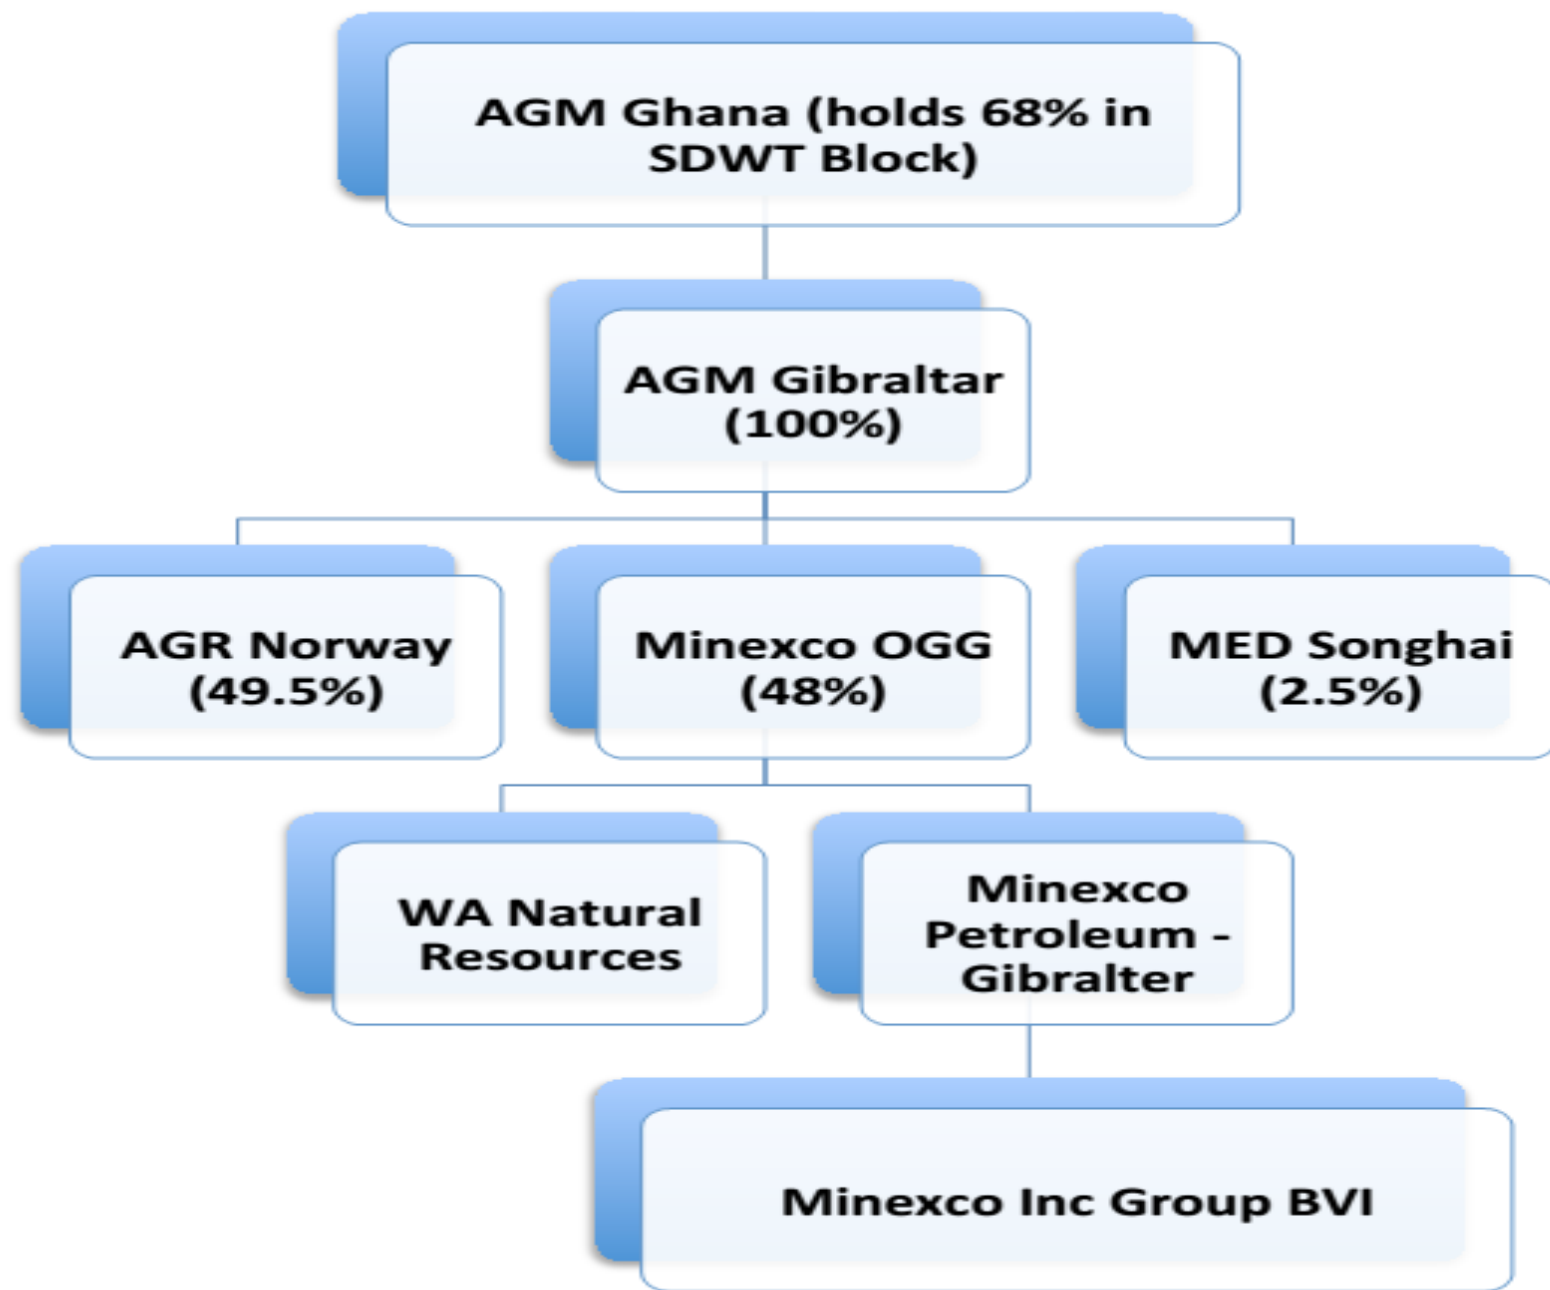 AGM Ghana (holds 68% in
SDWT Block)
AGM Gibraltar
(100%)
AGR Norway
(49.5%)
Minexco OGG
(48%)
MED Songhai
(2.5%)
WA Natural
Resources
Minexco
Petroleum -
Gibralter
Minexco Inc Group BVI